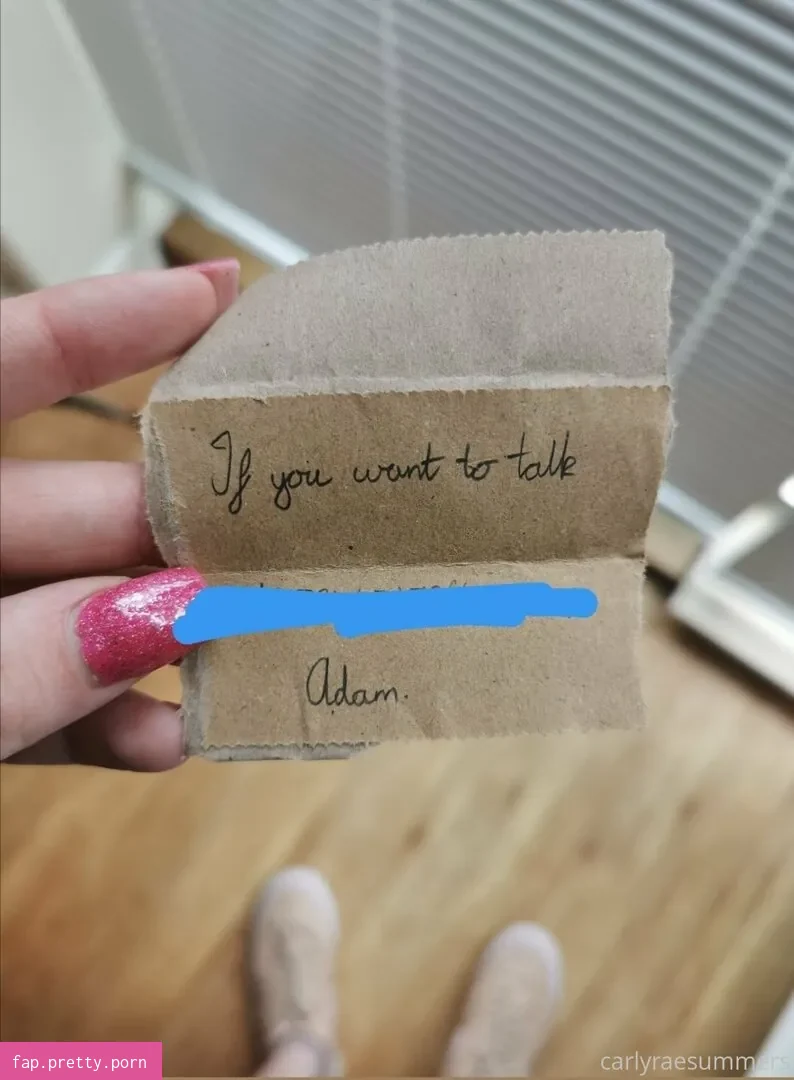 If you want to talk
Adam.
fap.pretty.porn
carlyraesummers